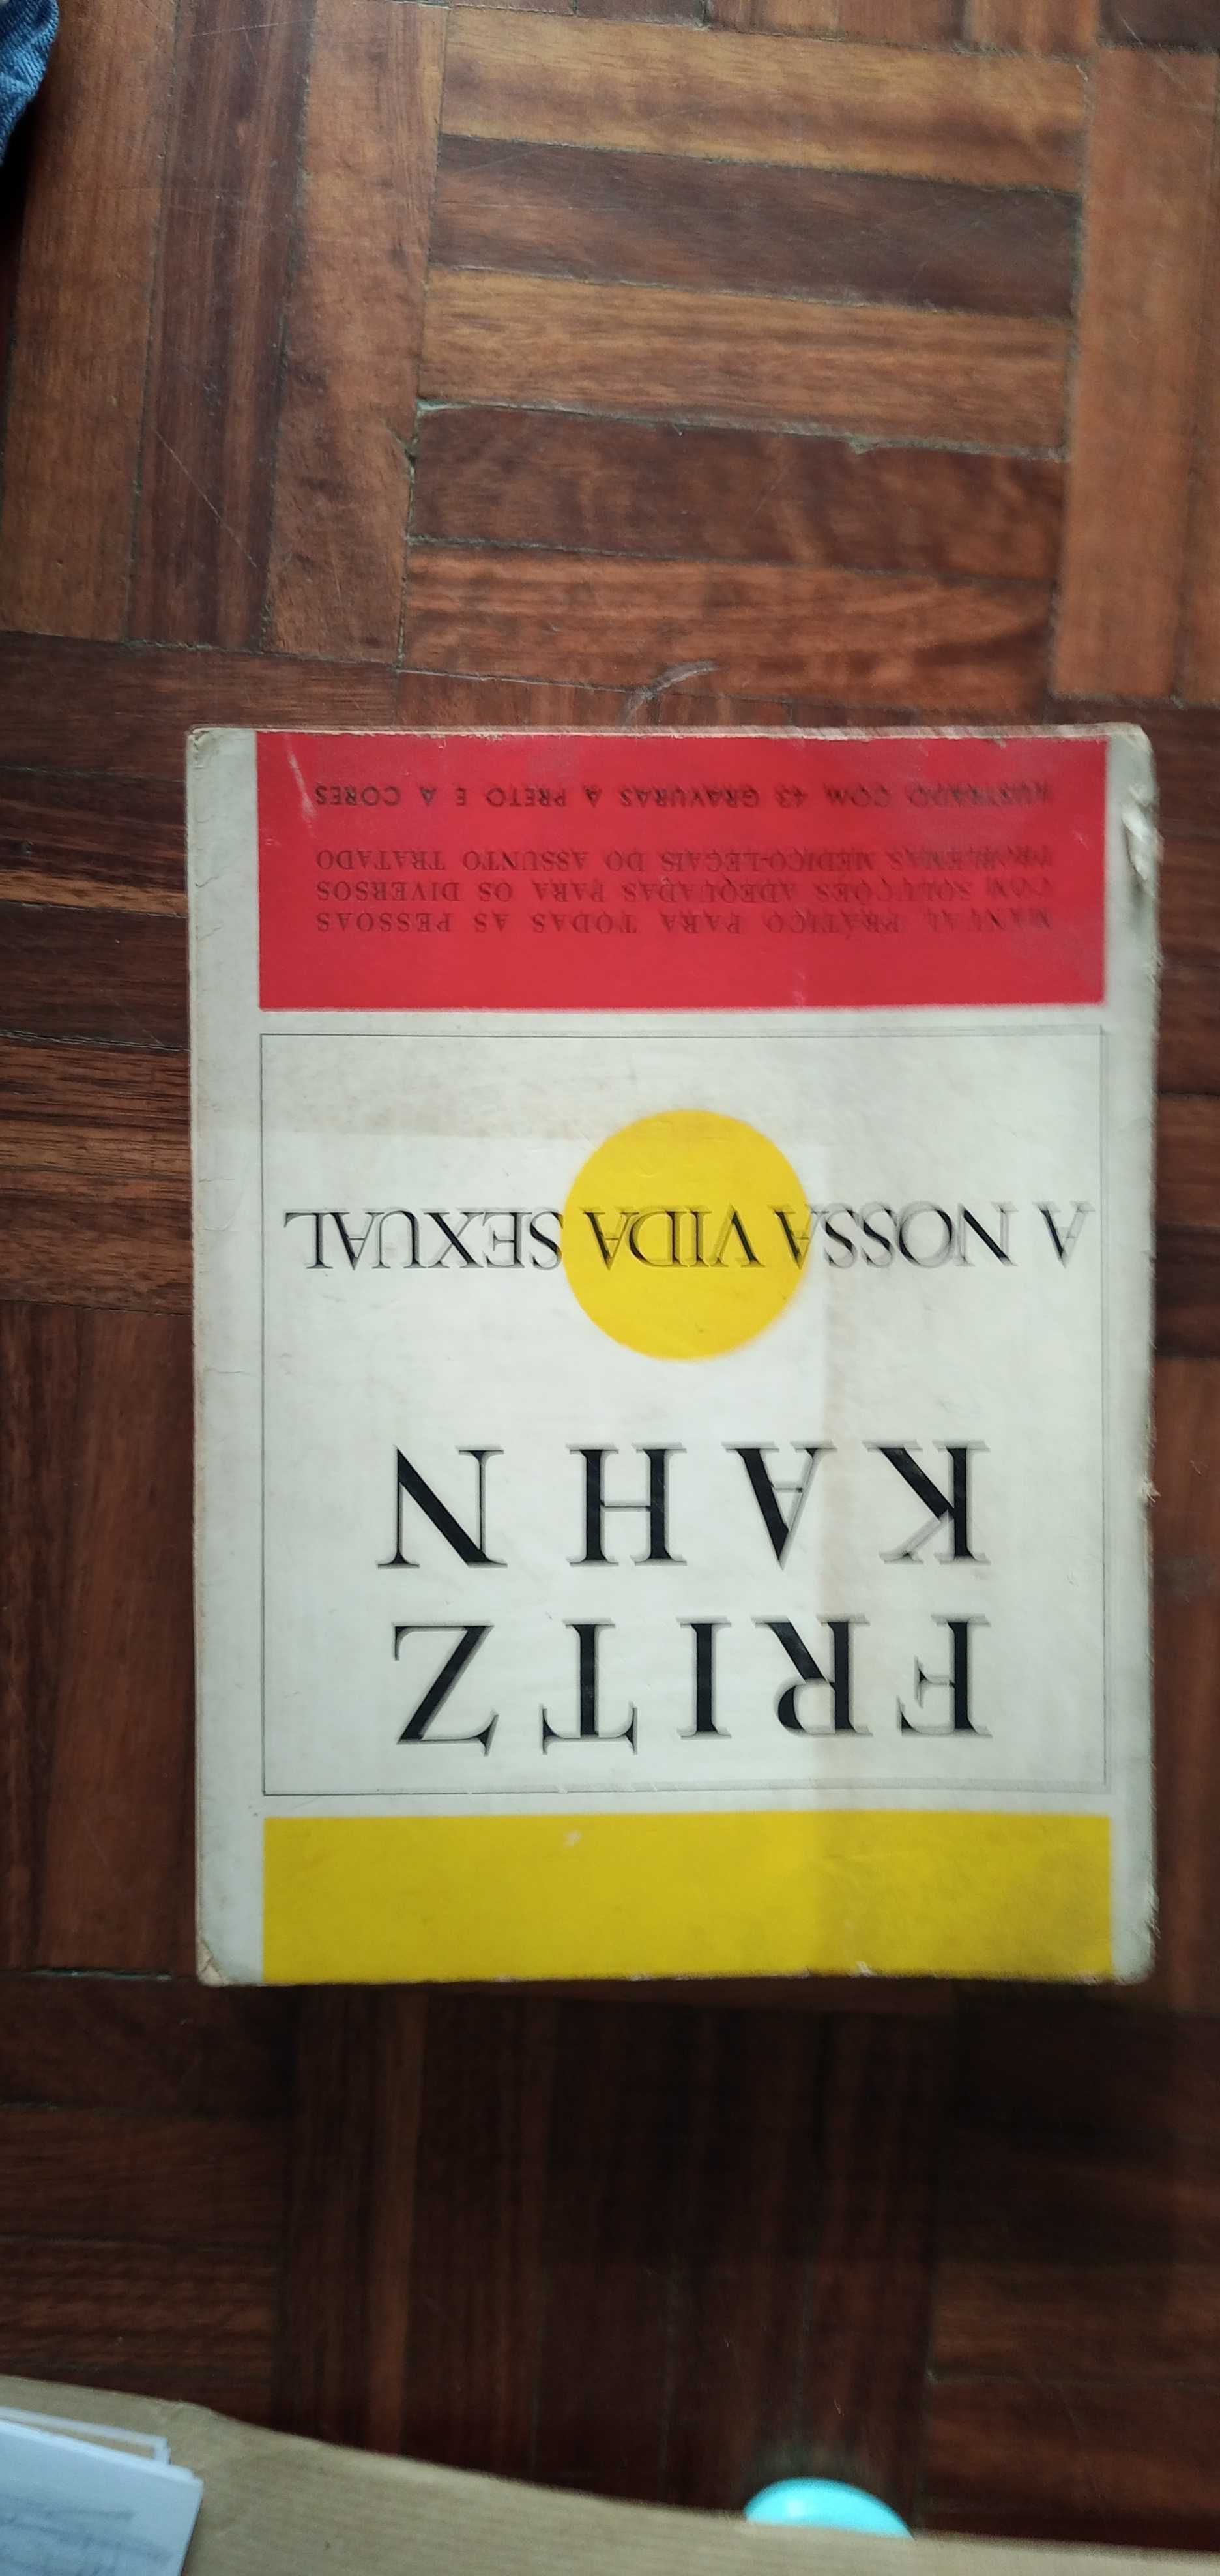 FRITZ
KAHN
A NOSSA VIDA SEXUAL
MANUAL PRÁTICO PARA TODAS AS PESSOAS
COM SOLUÇÕES ADEQUADAS PARA OS DIVERSOS
PROBLEMAS MÉDICO-LEGAIS DO ASSUNTO TRATADO
ILUSTRADO COM 43 GRAVURAS A PRETO E A CORES